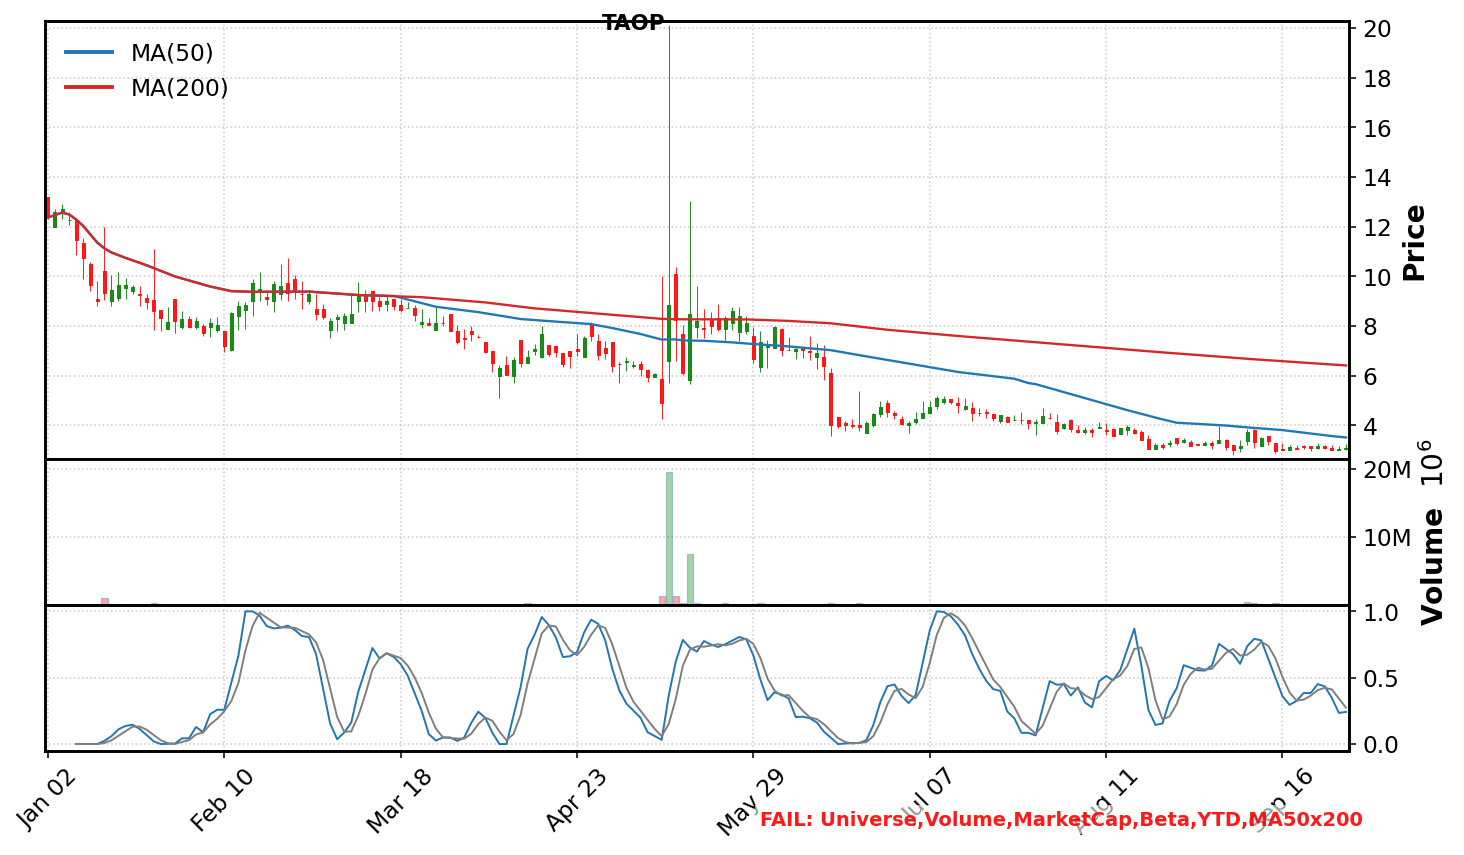 TAOP
MA(50)
MA(200)
20
18
16
14
12
10
8
6
4
Price
20M
10M
Volume 10^6
1.0
0.5
0.0
Jan 02
Feb 10
Mar 18
Apr 23
May 29
Jul 07
Aug 11
Sep 16
FAIL: Universe,Volume,MarketCap,Beta,YTD,MA50x200